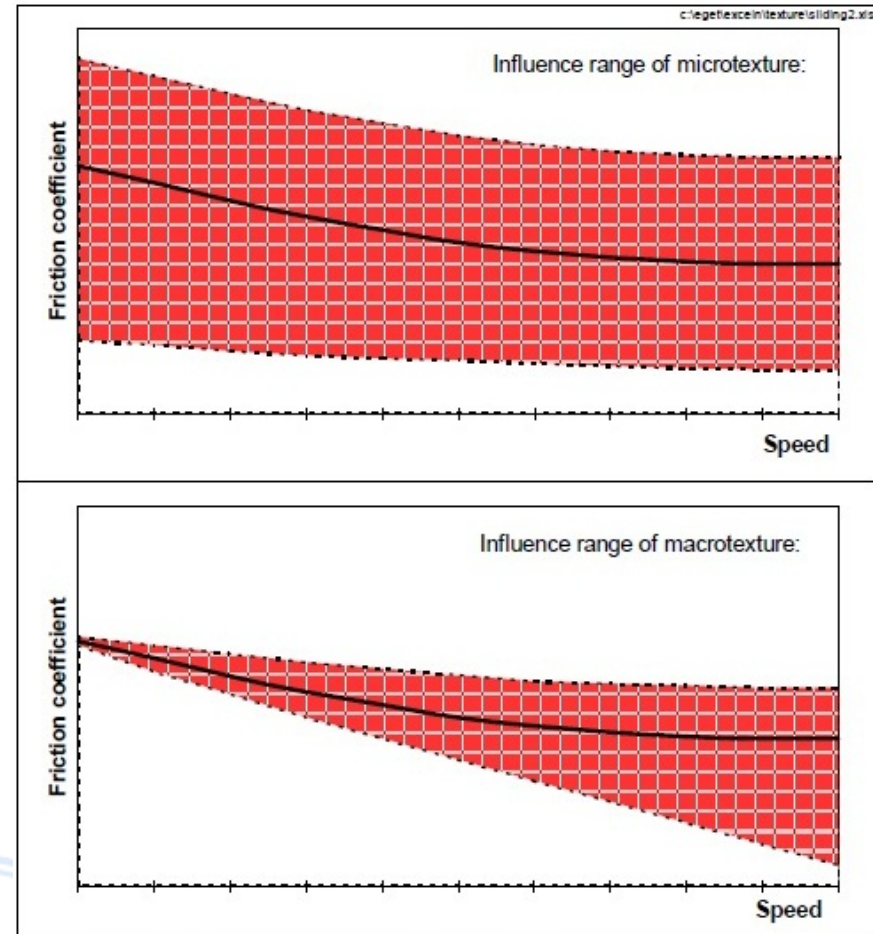 c:\eget\excel\texture\sliding2.xls
Influence range of microtexture:
Friction coefficient
Speed
Influence range of macrotexture:
Friction coefficient
Speed